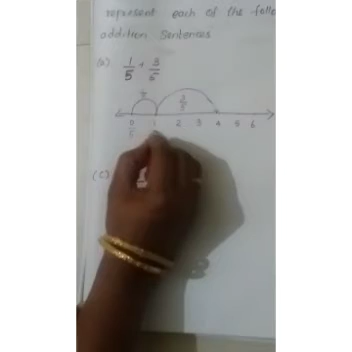 represent each of the follo
addition sentences
(a) 1/5 + 3/5
1/5 3/5
0 1 2 3 4 5 6
5
(c)